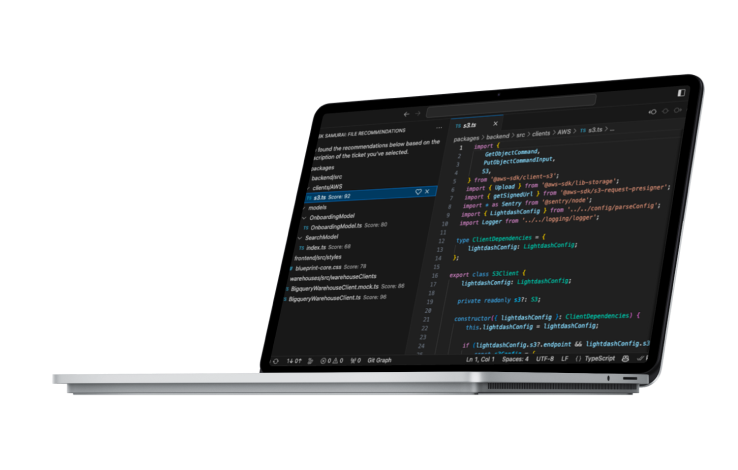 SK SAMURAI: FILE RECOMMENDATIONS
found the recommendations below based on the
scription of the ticket you've selected.
packages
backend/src
clients/AWS
s3.ts Score: 82
models
OnboardingModel
OnboardingModel.ts Score: 80
SearchModel
index.ts Score: 68
frontend/src/styles
blueprint-core.css Score: 78
warehouses/src/warehouseClients
BigqueryWarehouseClient.mock.ts Score: 86
BigqueryWarehouseClient.ts Score: 96
TS s3.ts
packages > backend > src > clients > AWS > TS s3.ts > ...
1 import {
2 GetObjectCommand,
3 PutObjectCommandInput,
4 S3,
5 } from '@aws-sdk/client-s3';
6 import { Upload } from '@aws-sdk/lib-storage';
7 import { getSignedUrl } from '@aws-sdk/s3-request-presigner';
8 import * as Sentry from '@sentry/node';
9 import { LightdashConfig } from '../../config/parseConfig';
10 import Logger from '../../logging/logger';
11
12 type ClientDependencies = {
13 lightdashConfig: LightdashConfig;
14 };
15
16 export class S3Client {
17 lightdashConfig: LightdashConfig;
18
19 private readonly s3?: S3;
20
21 constructor({ lightdashConfig }: ClientDependencies) {
22 this.lightdashConfig = lightdashConfig;
23
24 if (lightdashConfig.s3?.endpoint && lightdashConfig.s3
14↓0↑ 0 0 0 Git Graph Ln 1, Col 1 Spaces: 4 UTF-8 LF {} TypeScript